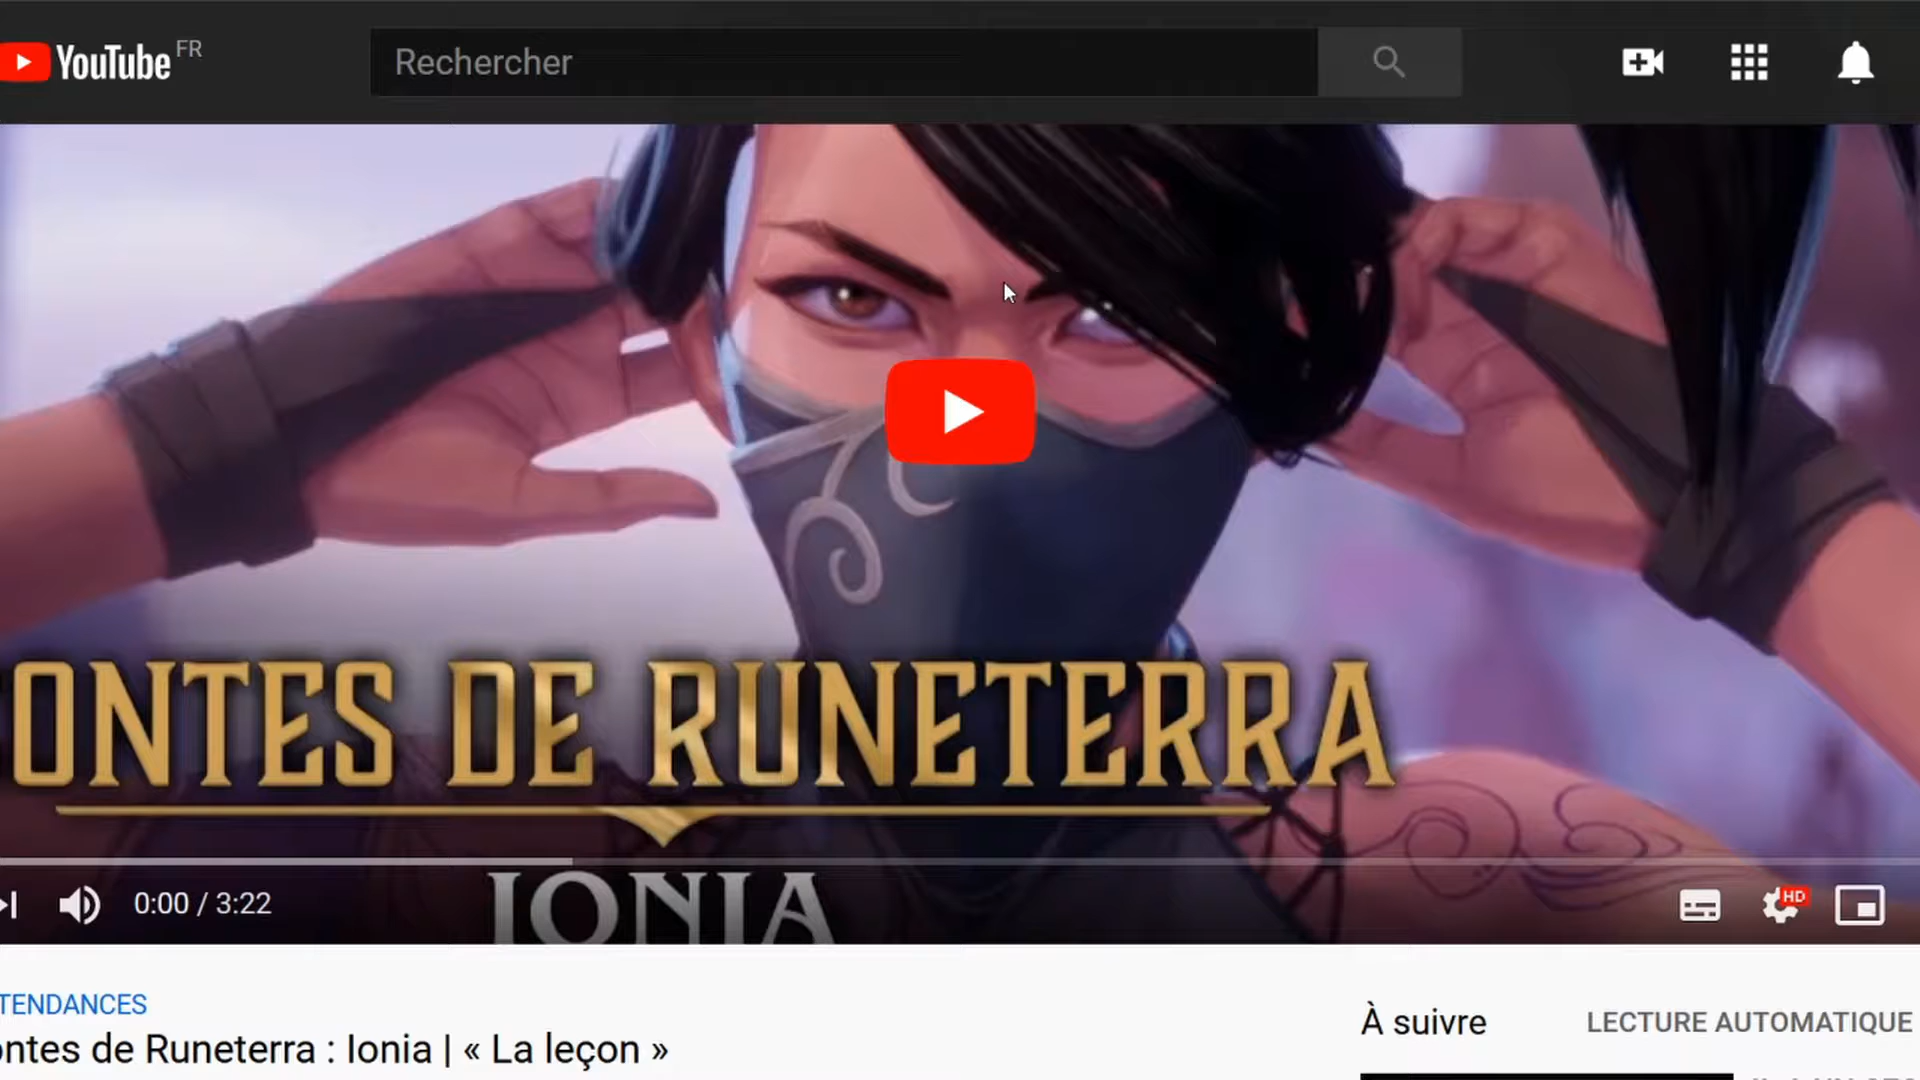 YouTube FR
Rechercher
ONTES DE RUNETERRA
IONIA
0:00 / 3:22
HD
TENDANCES
ontes de Runeterra : Ionia | « La leçon »
À suivre
LECTURE AUTOMATIQUE